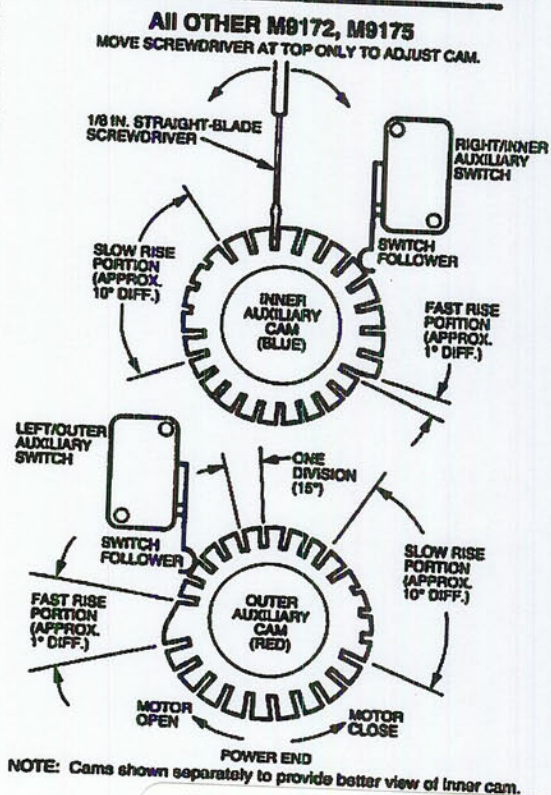 All OTHER M9172, M9175
MOVE SCREWDRIVER AT TOP ONLY TO ADJUST CAM.
1/8 IN. STRAIGHT-BLADE
SCREWDRIVER
RIGHT/INNER
AUXILIARY
SWITCH
SWITCH
FOLLOWER
SLOW RISE
PORTION
(APPROX.
10° DIFF.)
INNER
AUXILIARY
CAM
(BLUE)
FAST RISE
PORTION
(APPROX.
1° DIFF.)
LEFT/OUTER
AUXILIARY
SWITCH
ONE
DIVISION
(15°)
SWITCH
FOLLOWER
SLOW RISE
PORTION
(APPROX.
10° DIFF.)
FAST RISE
PORTION
(APPROX.
1° DIFF.)
OUTER
AUXILIARY
CAM
(RED)
MOTOR
OPEN
MOTOR
CLOSE
POWER END
NOTE: Cams shown separately to provide better view of inner cam.